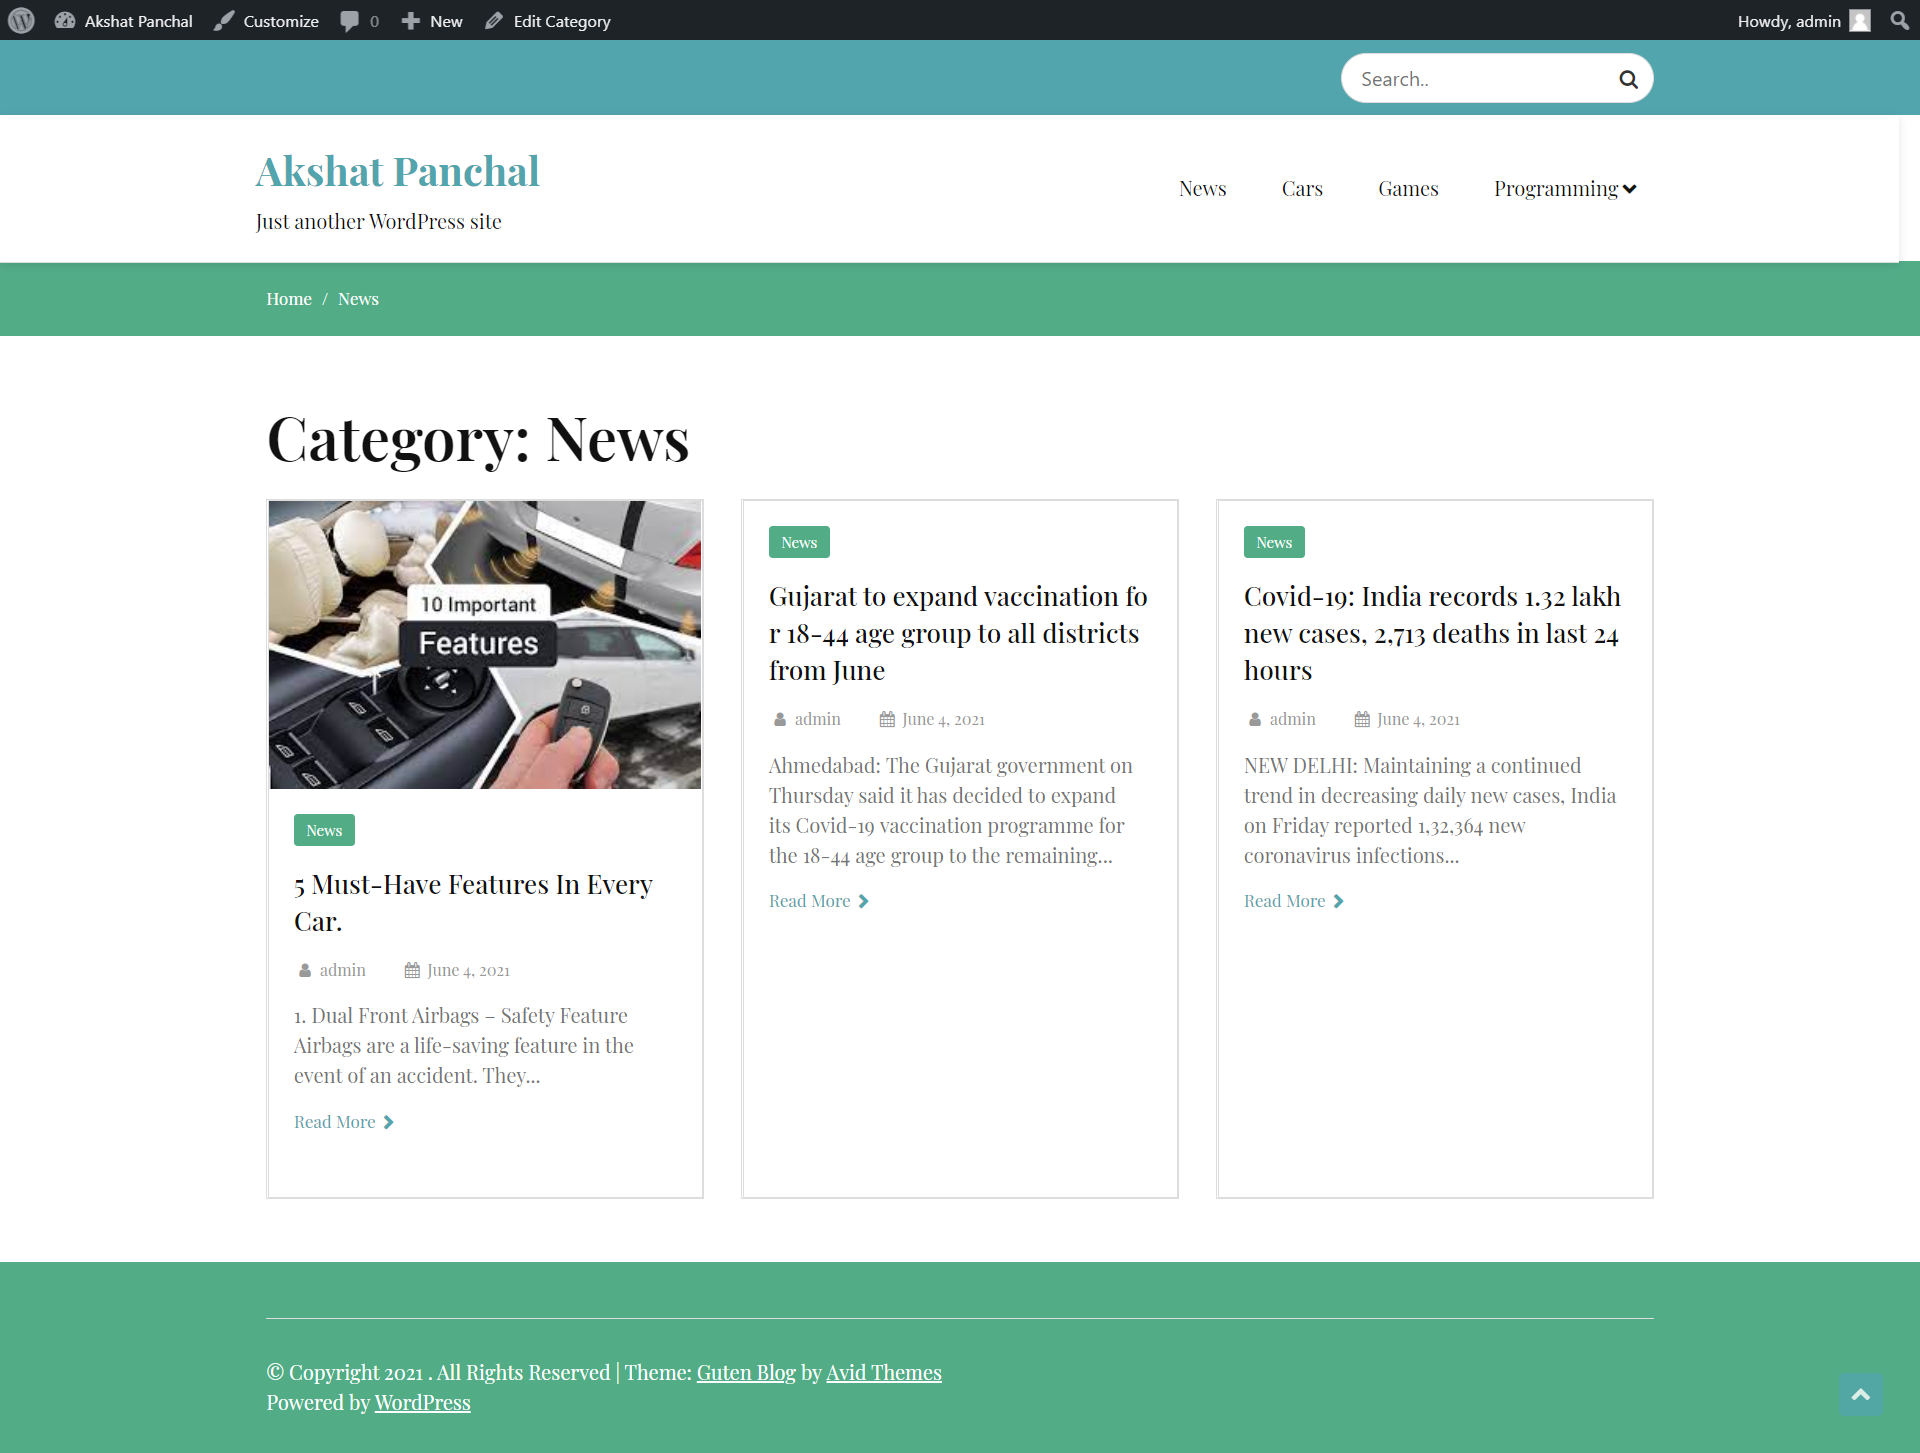 Akshat Panchal Customize 0 New Edit Category Howdy, admin
Search..
Akshat Panchal
Just another WordPress site
News Cars Games Programming
Home / News
Category: News
10 Important
Features
News
5 Must-Have Features In Every
Car.
admin June 4, 2021
1. Dual Front Airbags – Safety Feature
Airbags are a life-saving feature in the
event of an accident. They...
Read More
News
Gujarat to expand vaccination fo
r 18-44 age group to all districts
from June
admin June 4, 2021
Ahmedabad: The Gujarat government on
Thursday said it has decided to expand
its Covid-19 vaccination programme for
the 18-44 age group to the remaining...
Read More
News
Covid-19: India records 1.32 lakh
new cases, 2,713 deaths in last 24
hours
admin June 4, 2021
NEW DELHI: Maintaining a continued
trend in decreasing daily new cases, India
on Friday reported 1,32,364 new
coronavirus infections...
Read More
© Copyright 2021 . All Rights Reserved | Theme: Guten Blog by Avid Themes
Powered by WordPress